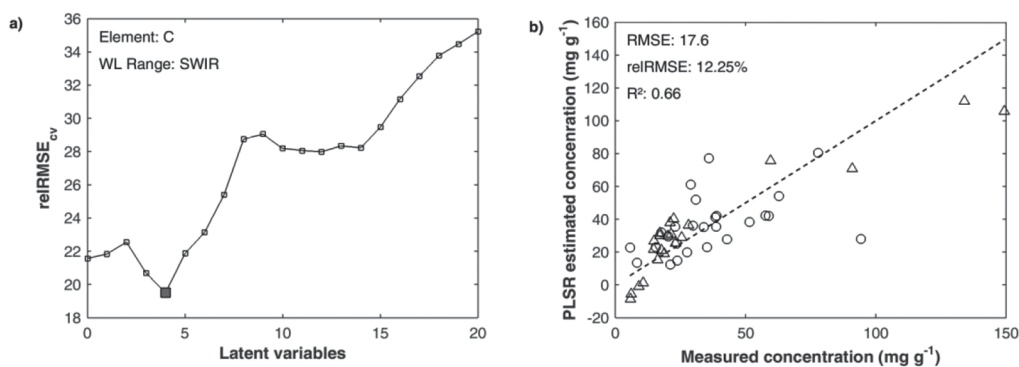 a)
Element: C
WL Range: SWIR
36
34
32
30
28
26
24
22
20
18
relRMSEcv
0 5 10 15 20
Latent variables
b)
RMSE: 17.6
relRMSE: 12.25%
R²: 0.66
160
140
120
100
80
60
40
20
0
-20
PLSR estimated concenration (mg g⁻¹)
0 50 100 150
Measured concentration (mg g⁻¹)